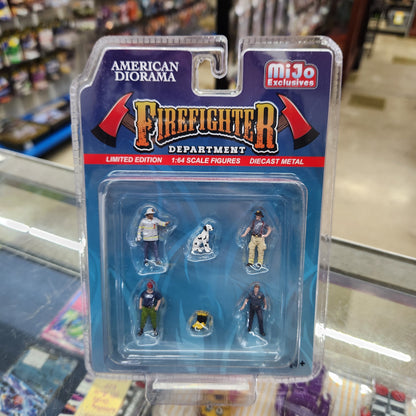 AMERICAN
DIORAMA
MiJo
Exclusives
FIREFIGHTER
DEPARTMENT
LIMITED EDITION 1:64 SCALE FIGURES DIECAST METAL